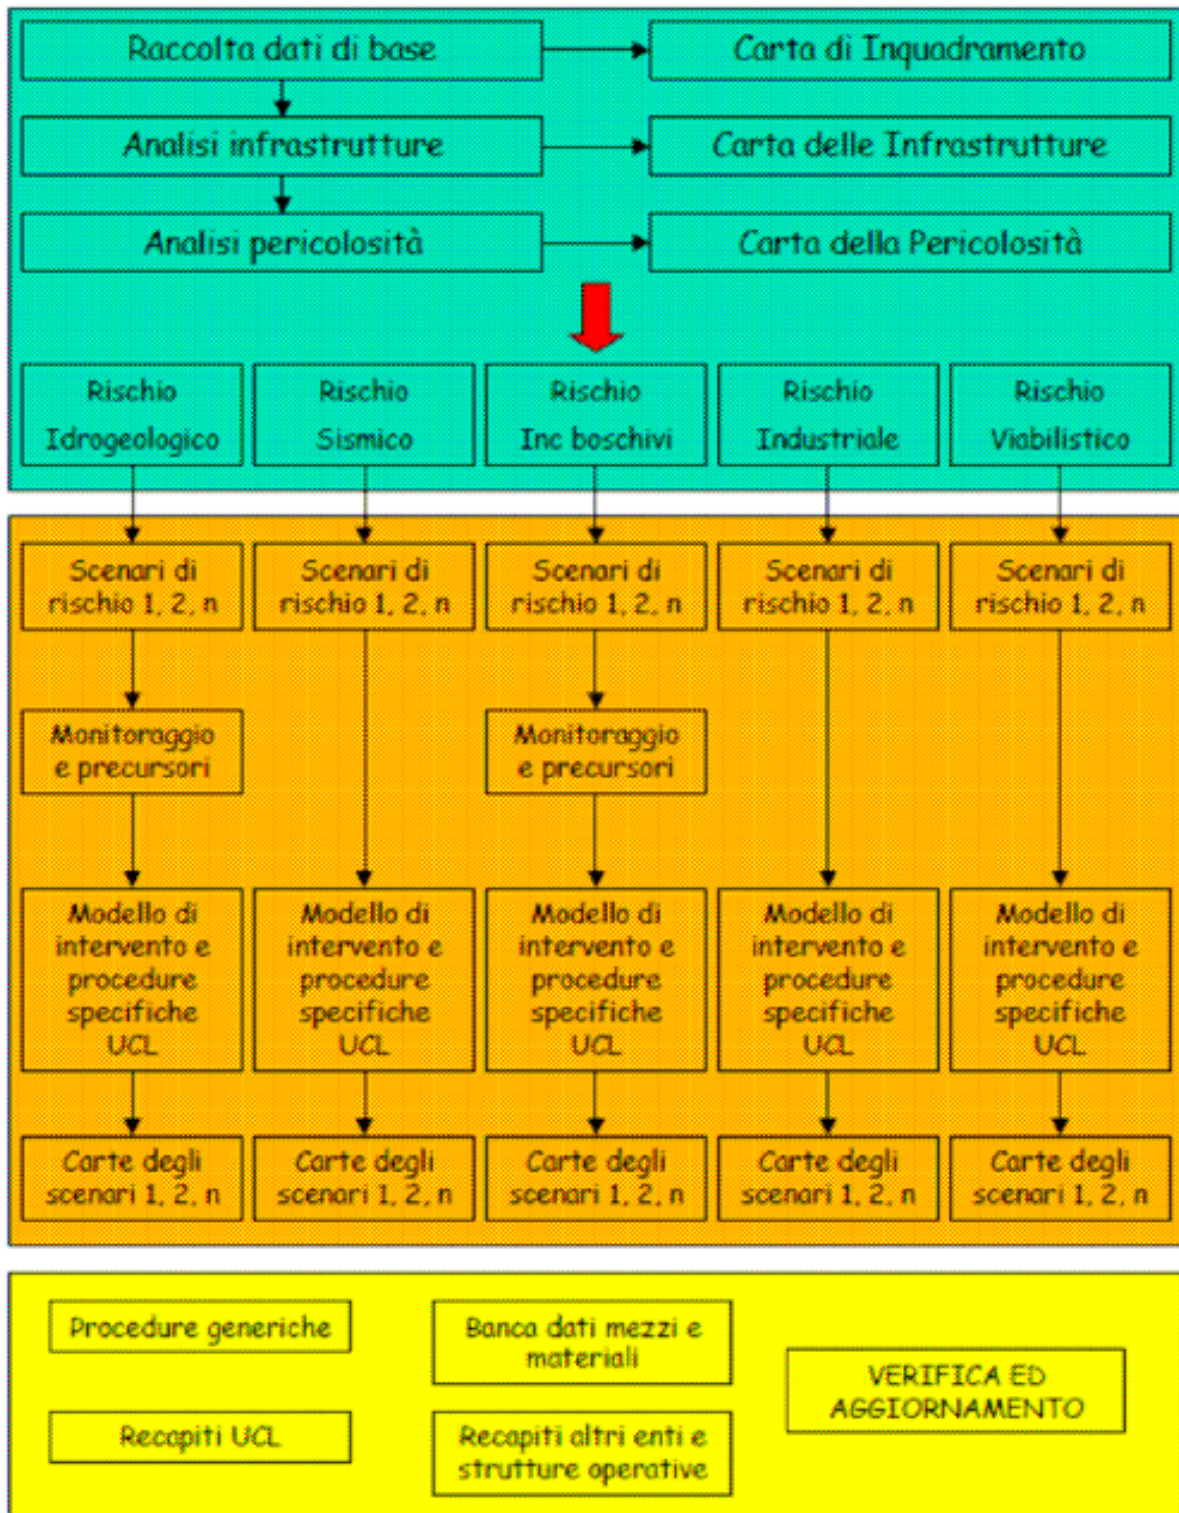 Raccolta dati di base
Carta di Inquadramento
Analisi infrastrutture
Carta delle Infrastrutture
Analisi pericolosità
Carta della Pericolosità
Rischio
Idrogeologico
Rischio
Sismico
Rischio
Inc boschivi
Rischio
Industriale
Rischio
Viabilistico
Scenari di
rischio 1, 2, n
Scenari di
rischio 1, 2, n
Scenari di
rischio 1, 2, n
Scenari di
rischio 1, 2, n
Scenari di
rischio 1, 2, n
Monitoraggio
e precursori
Monitoraggio
e precursori
Modello di
intervento e
procedure
specifiche
UCL
Modello di
intervento e
procedure
specifiche
UCL
Modello di
intervento e
procedure
specifiche
UCL
Modello di
intervento e
procedure
specifiche
UCL
Modello di
intervento e
procedure
specifiche
UCL
Carte degli
scenari 1, 2, n
Carte degli
scenari 1, 2, n
Carte degli
scenari 1, 2, n
Carte degli
scenari 1, 2, n
Carte degli
scenari 1, 2, n
Procedure generiche
Banca dati mezzi e
materiali
VERIFICA ED
AGGIORNAMENTO
Recapiti UCL
Recapiti altri enti e
strutture operative